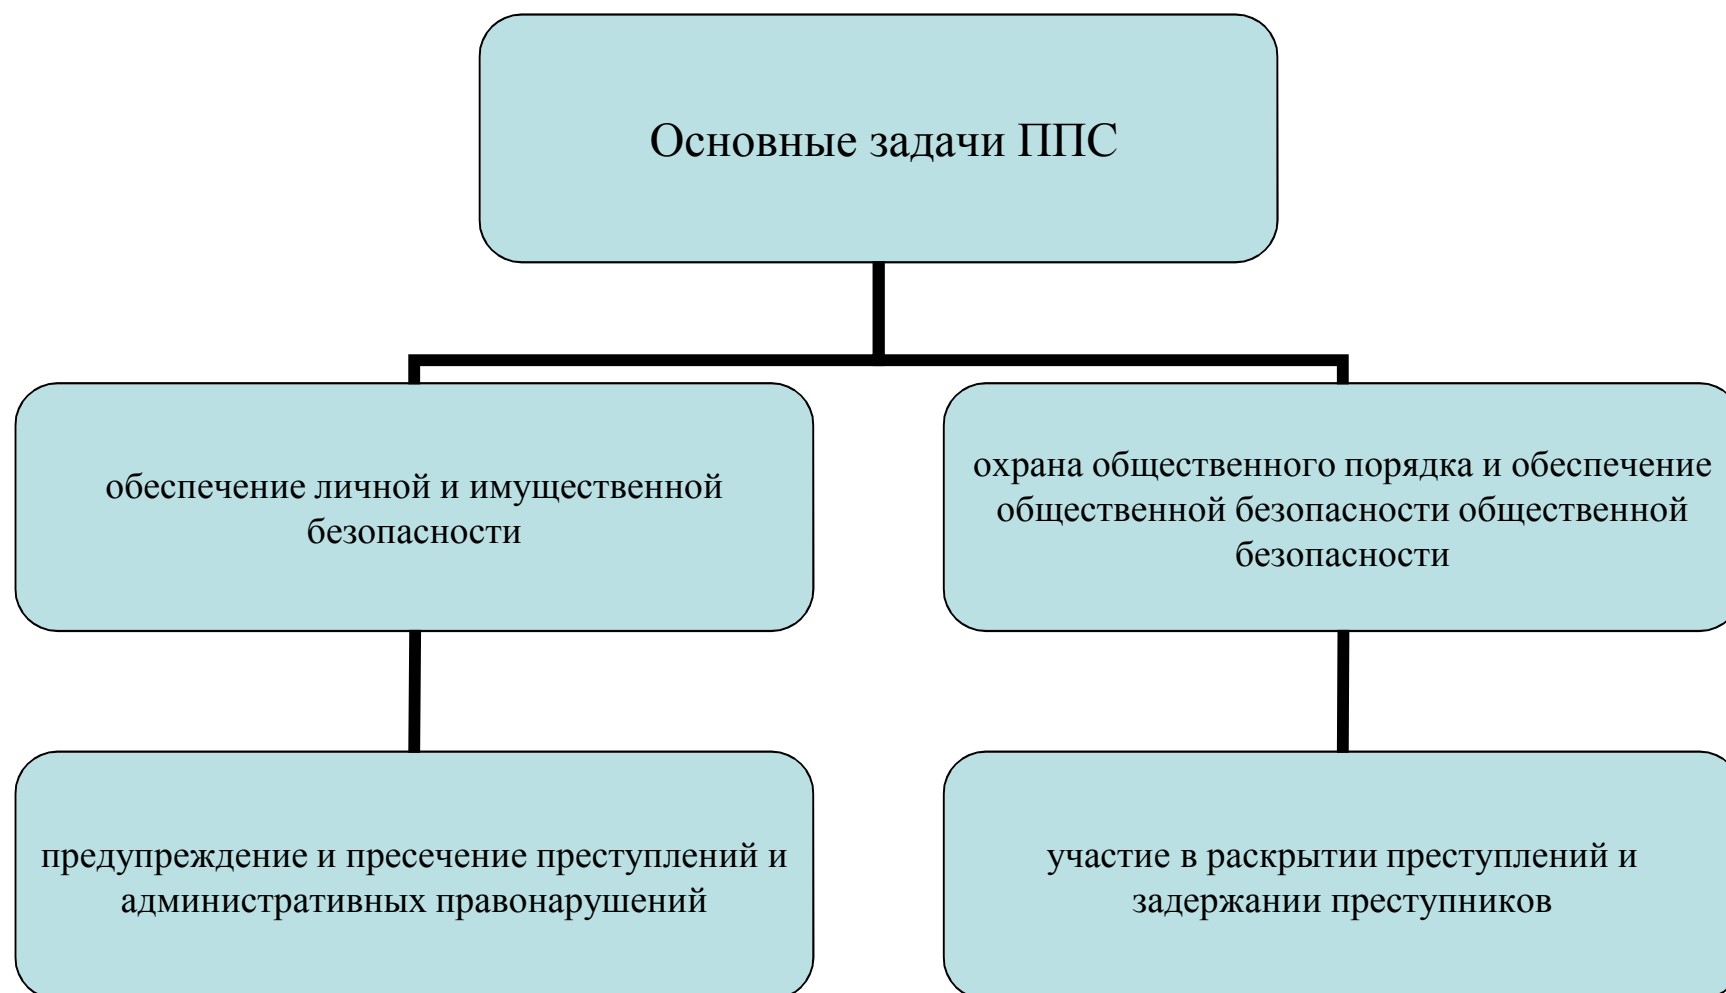 Основные задачи ППС
обеспечение личной и имущественной
безопасности
охрана общественного порядка и обеспечение
общественной безопасности общественной
безопасности
предупреждение и пресечение преступлений и
административных правонарушений
участие в раскрытии преступлений и
задержании преступников